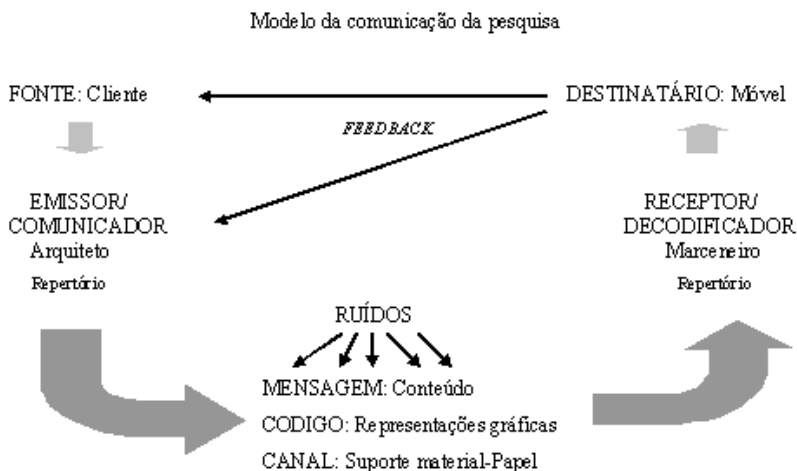 Modelo da comunicação da pesquisa
FONTE: Cliente
DESTINATÁRIO: Móvel
FEEDBACK
EMISSOR/
COMUNICADOR
Arquiteto
Repertório
RECEPTOR/
DECODIFICADOR
Marceneiro
Repertório
RUÍDOS
MENSAGEM: Conteúdo
CODIGO: Representações gráficas
CANAL: Suporte material-Papel